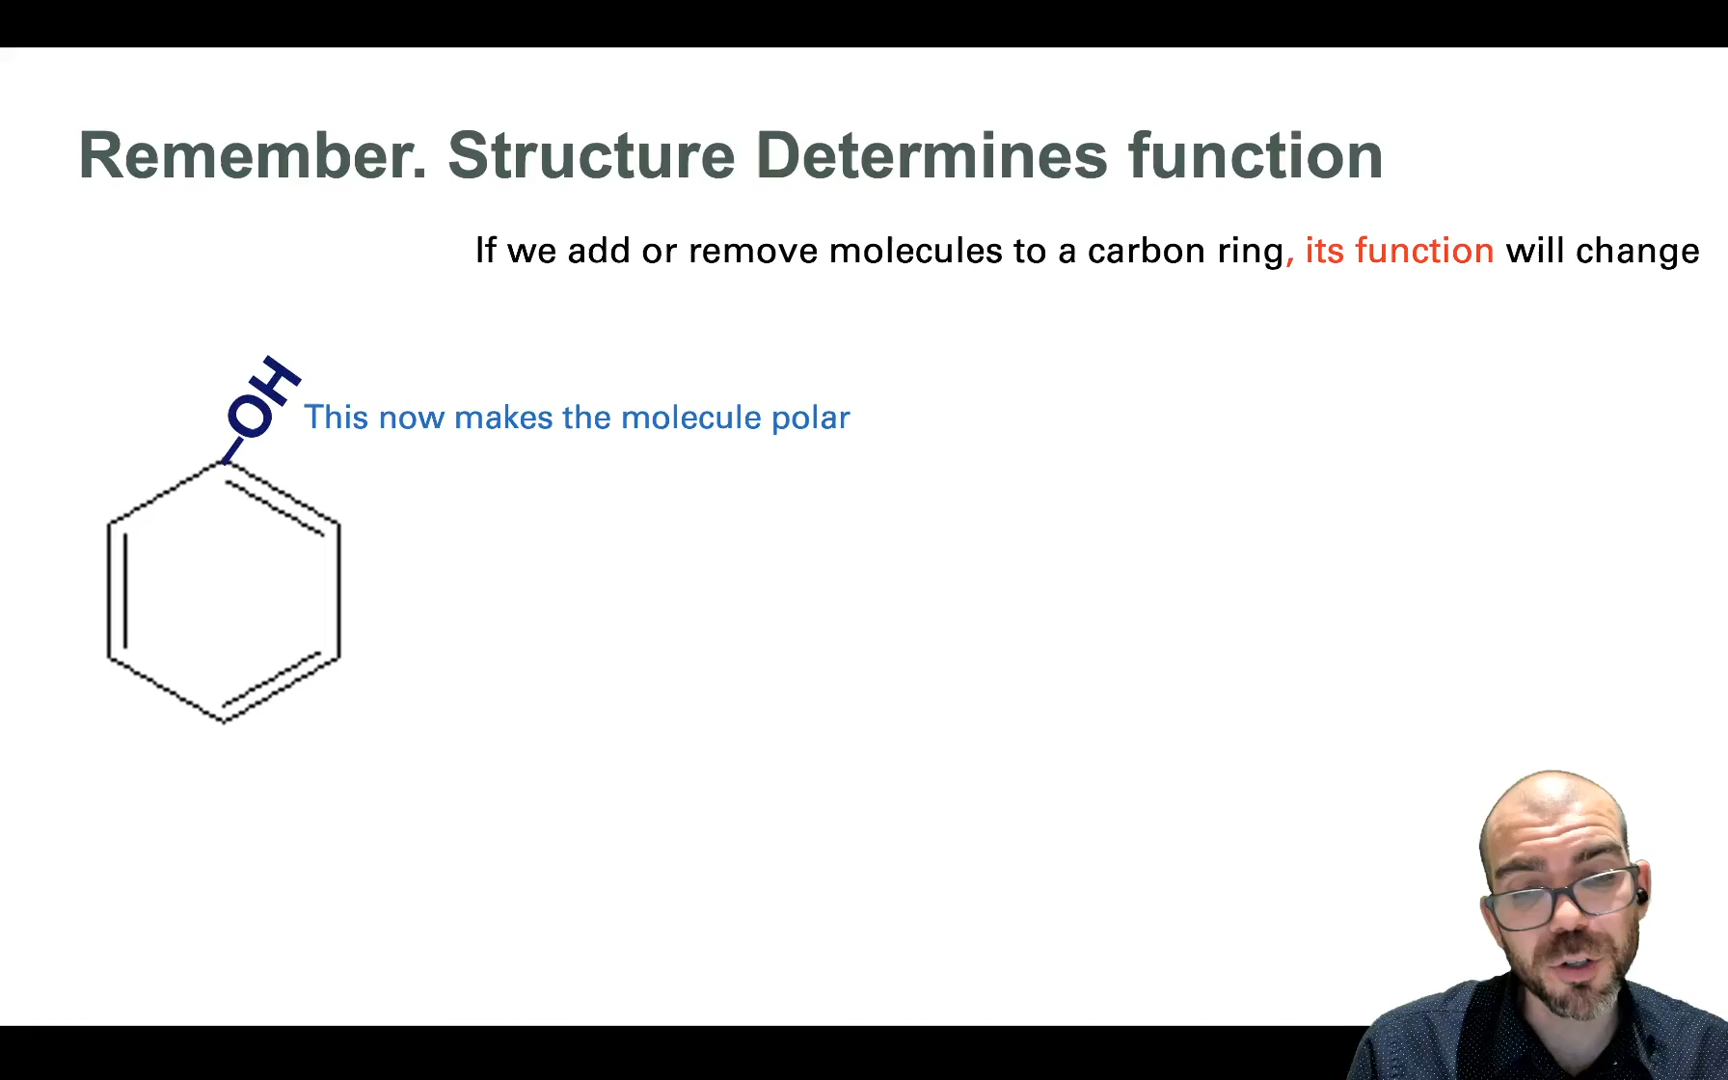 Remember. Structure Determines function
If we add or remove molecules to a carbon ring, its function will change
OH
This now makes the molecule polar